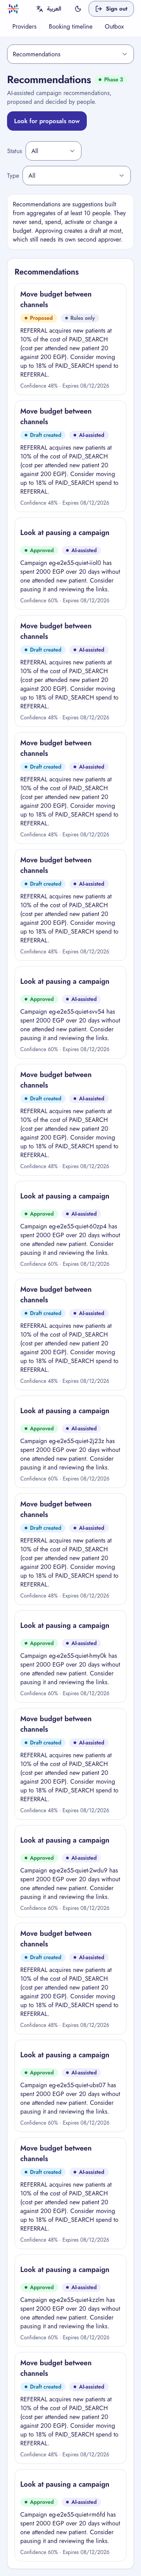 العربية
Sign out
Providers Booking timeline Outbox
Recommendations
Recommendations Phase 3
AI-assisted campaign recommendations,
proposed and decided by people.
Look for proposals now
Status All
Type All
Recommendations are suggestions built
from aggregates of at least 10 people. They
never send, spend, activate or change a
budget. Approving creates a draft at most,
which still needs its own second approver.
Recommendations
Move budget between
channels
Proposed Rules only
REFERRAL acquires new patients at
10% of the cost of PAID_SEARCH
(cost per attended new patient 20
against 200 EGP). Consider moving
up to 18% of PAID_SEARCH spend to
REFERRAL.
Confidence 48% · Expires 08/12/2026
Move budget between
channels
Draft created AI-assisted
REFERRAL acquires new patients at
10% of the cost of PAID_SEARCH
(cost per attended new patient 20
against 200 EGP). Consider moving
up to 18% of PAID_SEARCH spend to
REFERRAL.
Confidence 48% · Expires 08/12/2026
Look at pausing a campaign
Approved AI-assisted
Campaign eg-e2e55-quiet-iiol0 has
spent 2000 EGP over 20 days without
one attended new patient. Consider
pausing it and reviewing the links.
Confidence 60% · Expires 08/12/2026
Move budget between
channels
Draft created AI-assisted
REFERRAL acquires new patients at
10% of the cost of PAID_SEARCH
(cost per attended new patient 20
against 200 EGP). Consider moving
up to 18% of PAID_SEARCH spend to
REFERRAL.
Confidence 48% · Expires 08/12/2026
Move budget between
channels
Draft created AI-assisted
REFERRAL acquires new patients at
10% of the cost of PAID_SEARCH
(cost per attended new patient 20
against 200 EGP). Consider moving
up to 18% of PAID_SEARCH spend to
REFERRAL.
Confidence 48% · Expires 08/12/2026
Move budget between
channels
Draft created AI-assisted
REFERRAL acquires new patients at
10% of the cost of PAID_SEARCH
(cost per attended new patient 20
against 200 EGP). Consider moving
up to 18% of PAID_SEARCH spend to
REFERRAL.
Confidence 48% · Expires 08/12/2026
Look at pausing a campaign
Approved AI-assisted
Campaign has
spent 2000 EGP over 20 days without
one attended new patient. Consider
pausing it and reviewing the links.
Confidence 60% · Expires 08/12/2026
Move budget between
channels
Draft created AI-assisted
REFERRAL acquires new patients at
10% of the cost of PAID_SEARCH
(cost per attended new patient 20
against 200 EGP). Consider moving
up to 18% of PAID_SEARCH spend to
REFERRAL.
Confidence 48% · Expires 08/12/2026
Look at pausing a campaign
Approved AI-assisted
Campaign eg-e2e55-quiet-60zp4 has
spent 2000 EGP over 20 days without
one attended new patient. Consider
pausing it and reviewing the links.
Confidence 60% · Expires 08/12/2026
Move budget between
channels
Draft created AI-assisted
REFERRAL acquires new patients at
10% of the cost of PAID_SEARCH
(cost per attended new patient 20
against 200 EGP). Consider moving
up to 18% of PAID_SEARCH spend to
REFERRAL.
Confidence 48% · Expires 08/12/2026
Look at pausing a campaign
Approved AI-assisted
Campaign eg-e2e55-quiet-2j23z has
spent 2000 EGP over 20 days without
one attended new patient. Consider
pausing it and reviewing the links.
Confidence 60% · Expires 08/12/2026
Move budget between
channels
Draft created AI-assisted
REFERRAL acquires new patients at
10% of the cost of PAID_SEARCH
(cost per attended new patient 20
against 200 EGP). Consider moving
up to 18% of PAID_SEARCH spend to
REFERRAL.
Confidence 48% · Expires 08/12/2026
Look at pausing a campaign
Approved AI-assisted
Campaign eg-e2e55-quiet-hmy0k has
spent 2000 EGP over 20 days without
one attended new patient. Consider
pausing it and reviewing the links.
Confidence 60% · Expires 08/12/2026
Move budget between
channels
Draft created AI-assisted
REFERRAL acquires new patients at
10% of the cost of PAID_SEARCH
(cost per attended new patient 20
against 200 EGP). Consider moving
up to 18% of PAID_SEARCH spend to
REFERRAL.
Confidence 48% · Expires 08/12/2026
Look at pausing a campaign
Approved AI-assisted
Campaign eg-e2e55-quiet-2wdu9 has
spent 2000 EGP over 20 days without
one attended new patient. Consider
pausing it and reviewing the links.
Confidence 60% · Expires 08/12/2026
Move budget between
channels
Draft created AI-assisted
REFERRAL acquires new patients at
10% of the cost of PAID_SEARCH
(cost per attended new patient 20
against 200 EGP). Consider moving
up to 18% of PAID_SEARCH spend to
REFERRAL.
Confidence 48% · Expires 08/12/2026
Look at pausing a campaign
Approved AI-assisted
Campaign eg-e2e55-quiet-ubs07 has
spent 2000 EGP over 20 days without
one attended new patient. Consider
pausing it and reviewing the links.
Confidence 60% · Expires 08/12/2026
Move budget between
channels
Draft created AI-assisted
REFERRAL acquires new patients at
10% of the cost of PAID_SEARCH
(cost per attended new patient 20
against 200 EGP). Consider moving
up to 18% of PAID_SEARCH spend to
REFERRAL.
Confidence 48% · Expires 08/12/2026
Look at pausing a campaign
Approved AI-assisted
Campaign eg-e2e55-quiet-kzzlm has
spent 2000 EGP over 20 days without
one attended new patient. Consider
pausing it and reviewing the links.
Confidence 60% · Expires 08/12/2026
Move budget between
channels
Draft created AI-assisted
REFERRAL acquires new patients at
10% of the cost of PAID_SEARCH
(cost per attended new patient 20
against 200 EGP). Consider moving
up to 18% of PAID_SEARCH spend to
REFERRAL.
Confidence 48% · Expires 08/12/2026
Look at pausing a campaign
Approved AI-assisted
Campaign eg-e2e55-quiet-rm6fd has
spent 2000 EGP over 20 days without
one attended new patient. Consider
pausing it and reviewing the links.
Confidence 60% · Expires 08/12/2026